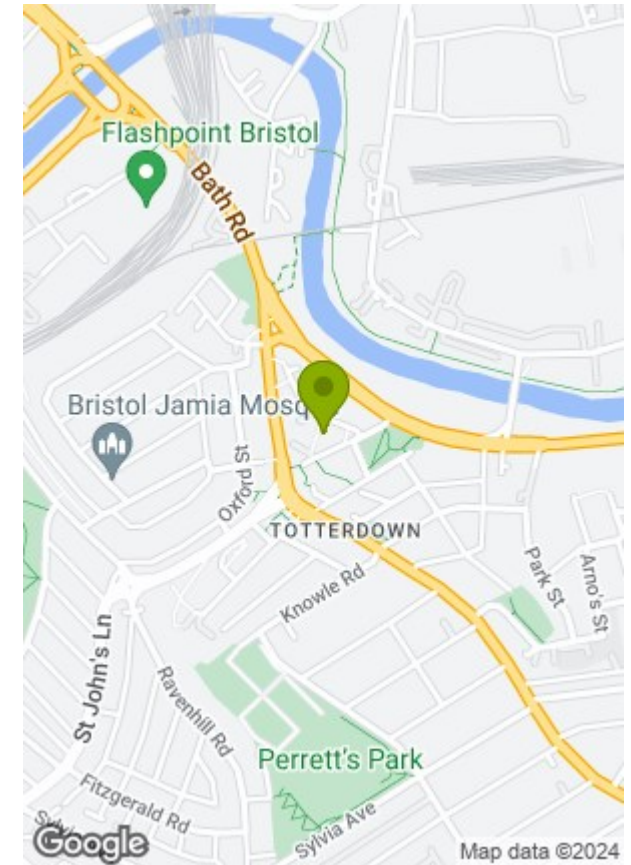 Flashpoint Bristol
Bath Rd
Bristol Jamia Mosq
Oxford St
TOTTERDOWN
Knowle Rd
Park St
Arno's St
St John's Ln
Ravenhill Rd
Perrett's Park
Fitzgerald Rd
Sylvia Ave
Google
Map data ©2024